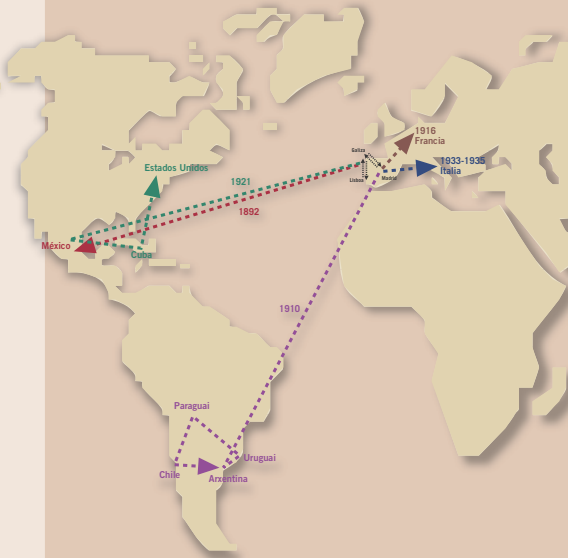 1916
Francia
Galiza
1933-1935
Italia
Estados Unidos
Lisboa
Madrid
1921
1892
México
Cuba
1910
Paraguai
Uruguai
Chile
Arxentina